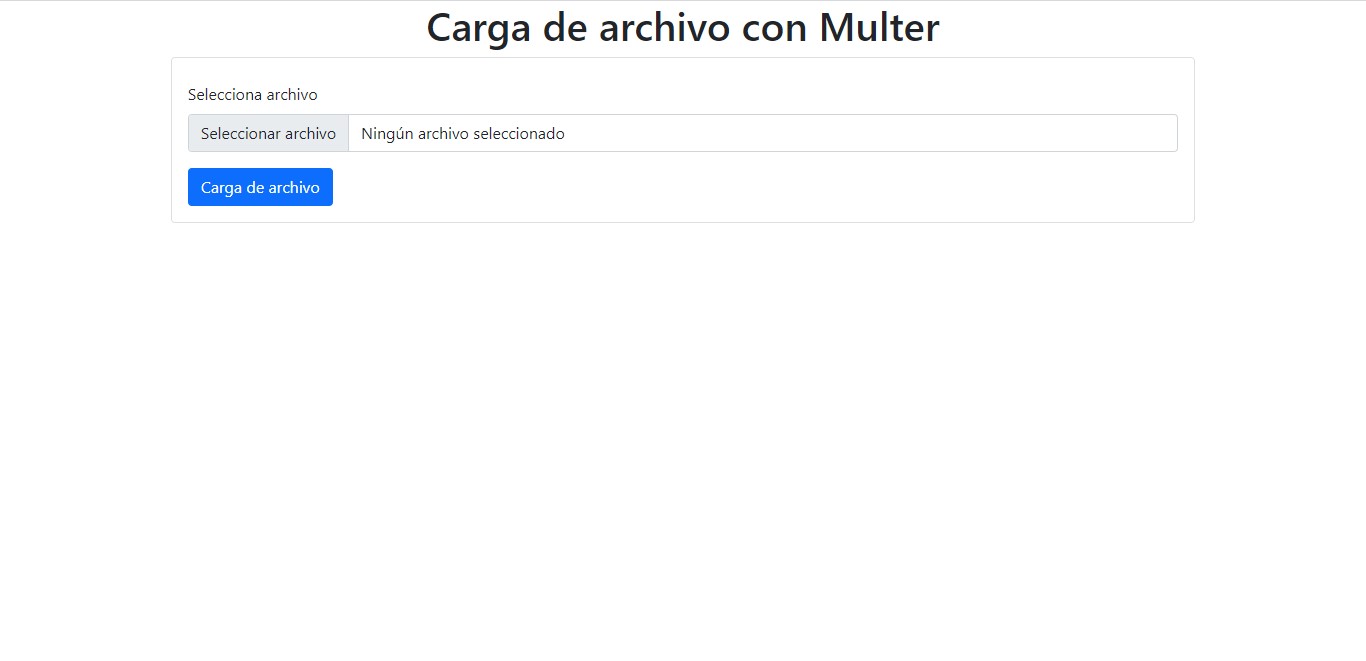 Carga de archivo con Multer
Selecciona archivo
Seleccionar archivo Ningún archivo seleccionado
Carga de archivo